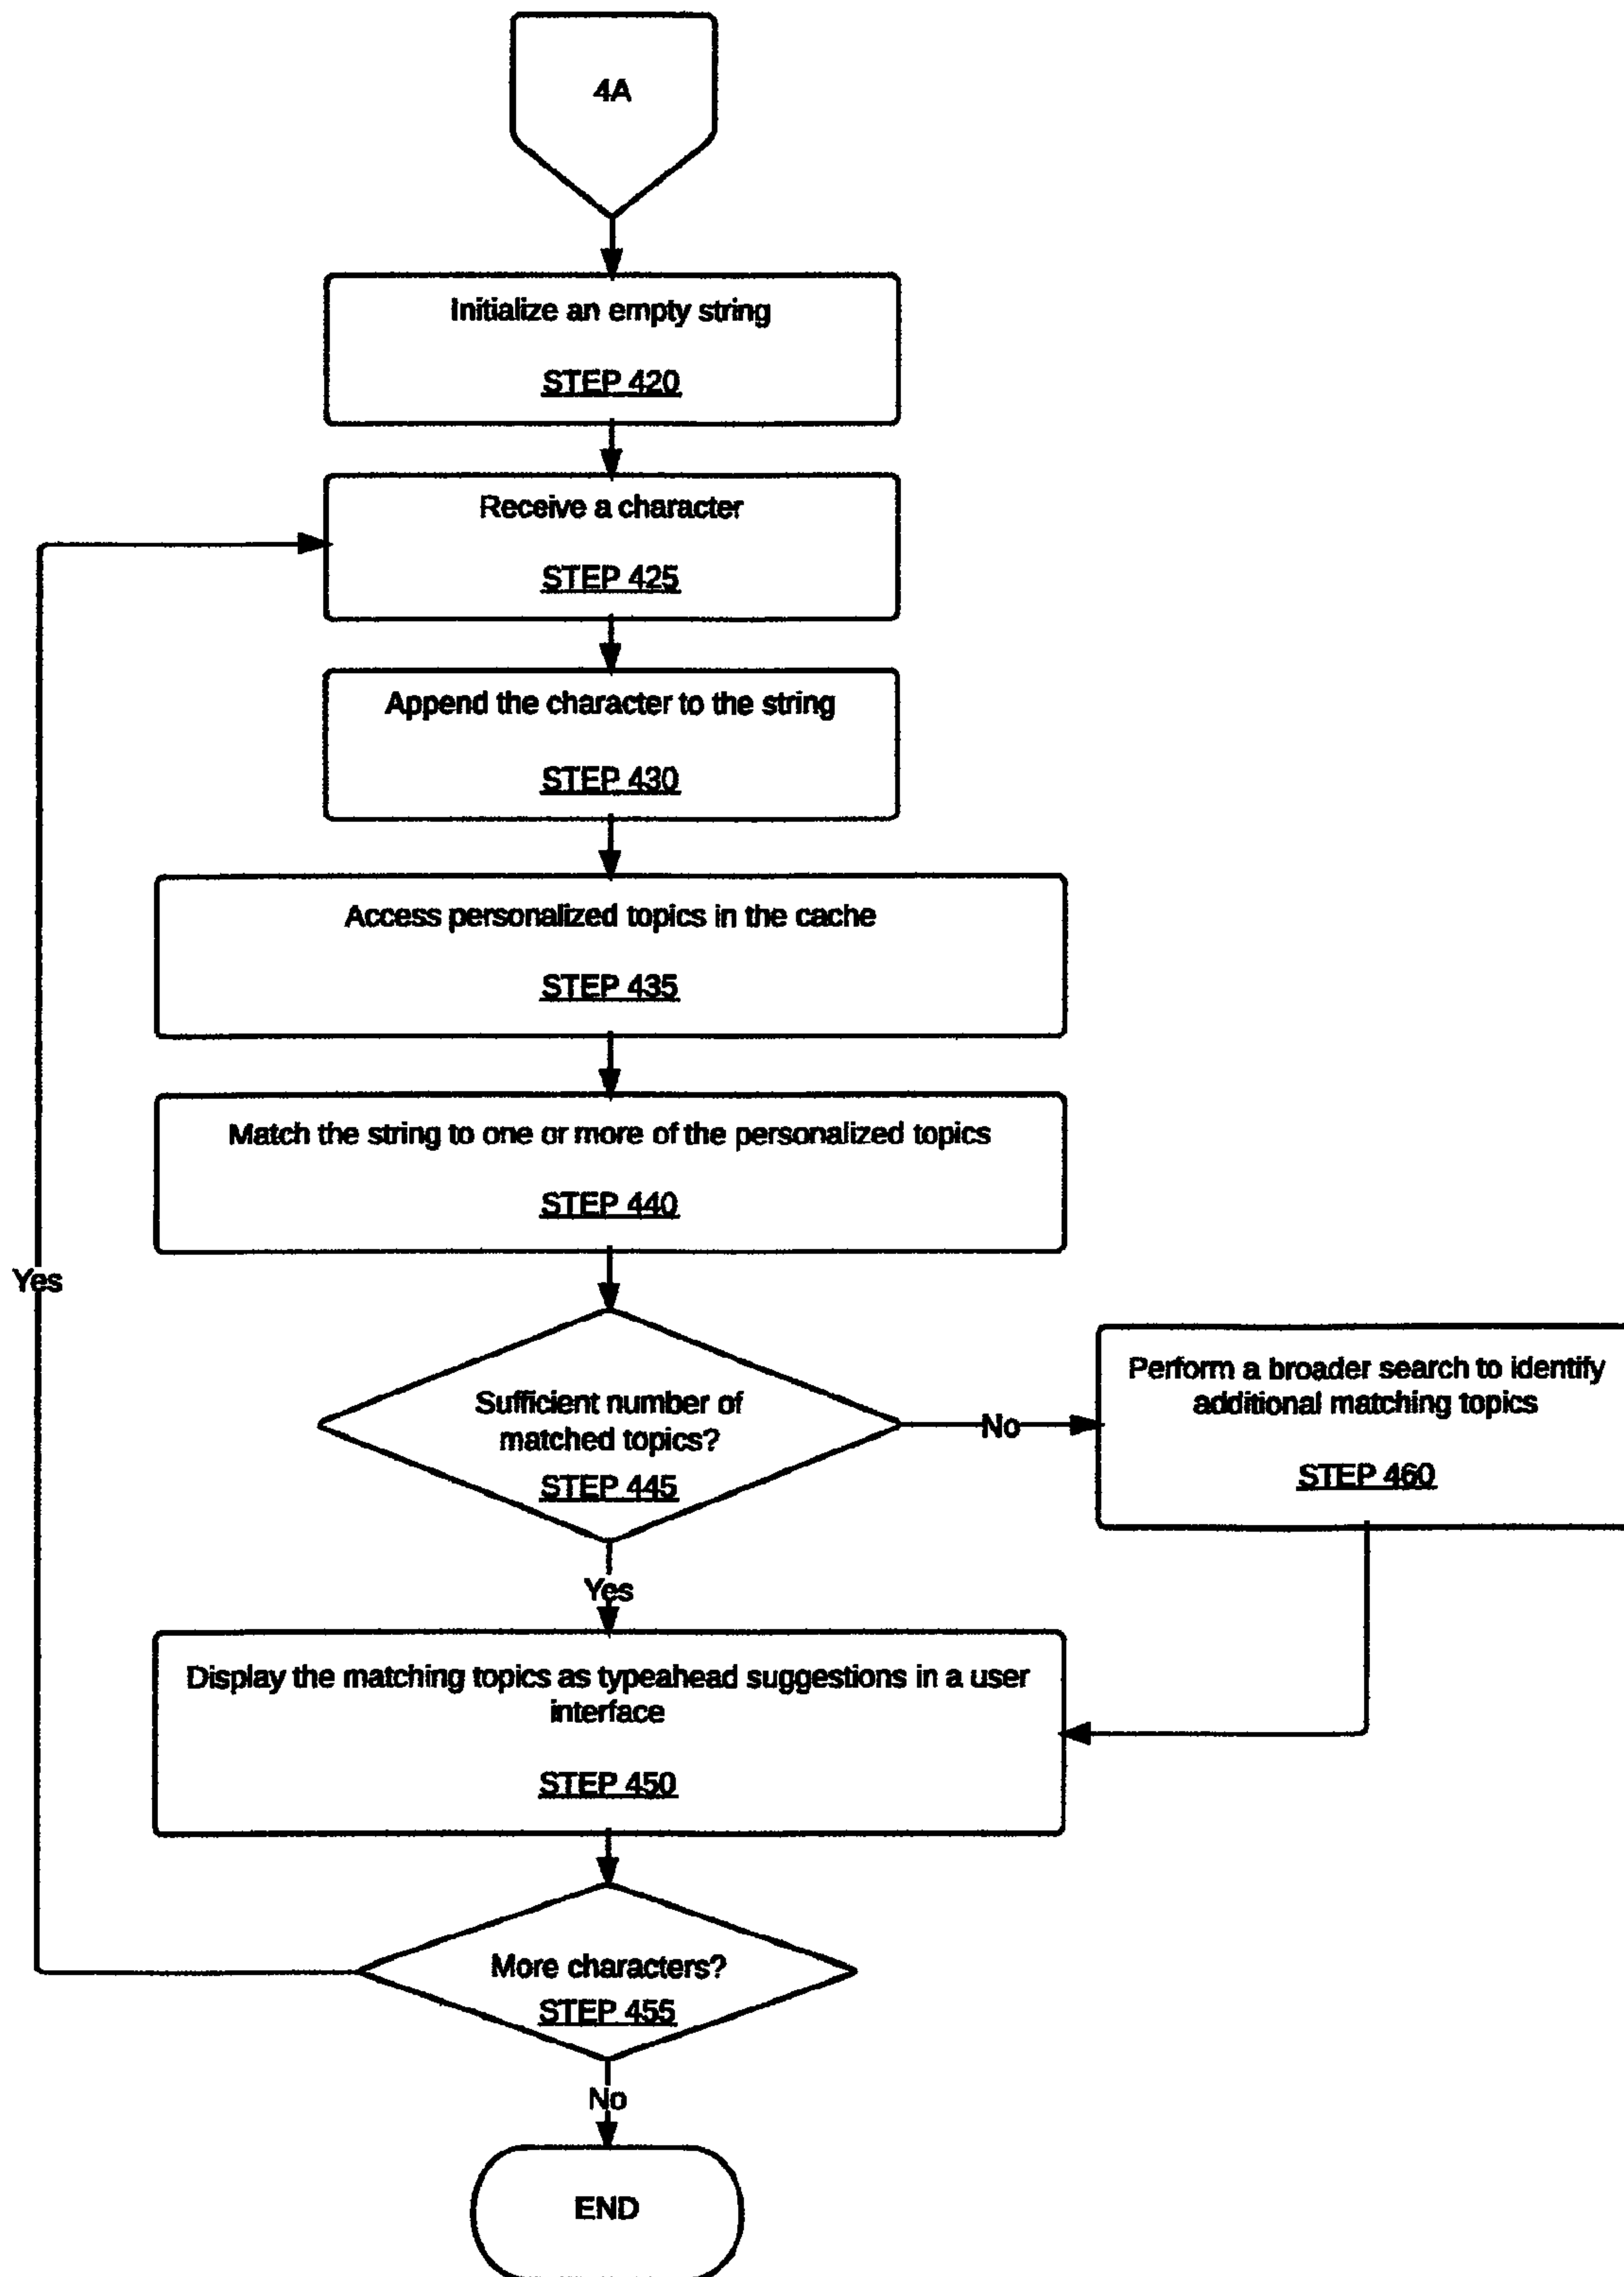 4A
Initialize an empty string
STEP 420
Receive a character
STEP 425
Append the character to the string
STEP 430
Access personalized topics in the cache
STEP 435
Match the string to one or more of the personalized topics
STEP 440
Yes
Sufficient number of
matched topics?
STEP 445
No
Perform a broader search to identify
additional matching topics
STEP 460
Yes
Display the matching topics as typeahead suggestions in a user
interface
STEP 450
More characters?
STEP 455
No
END